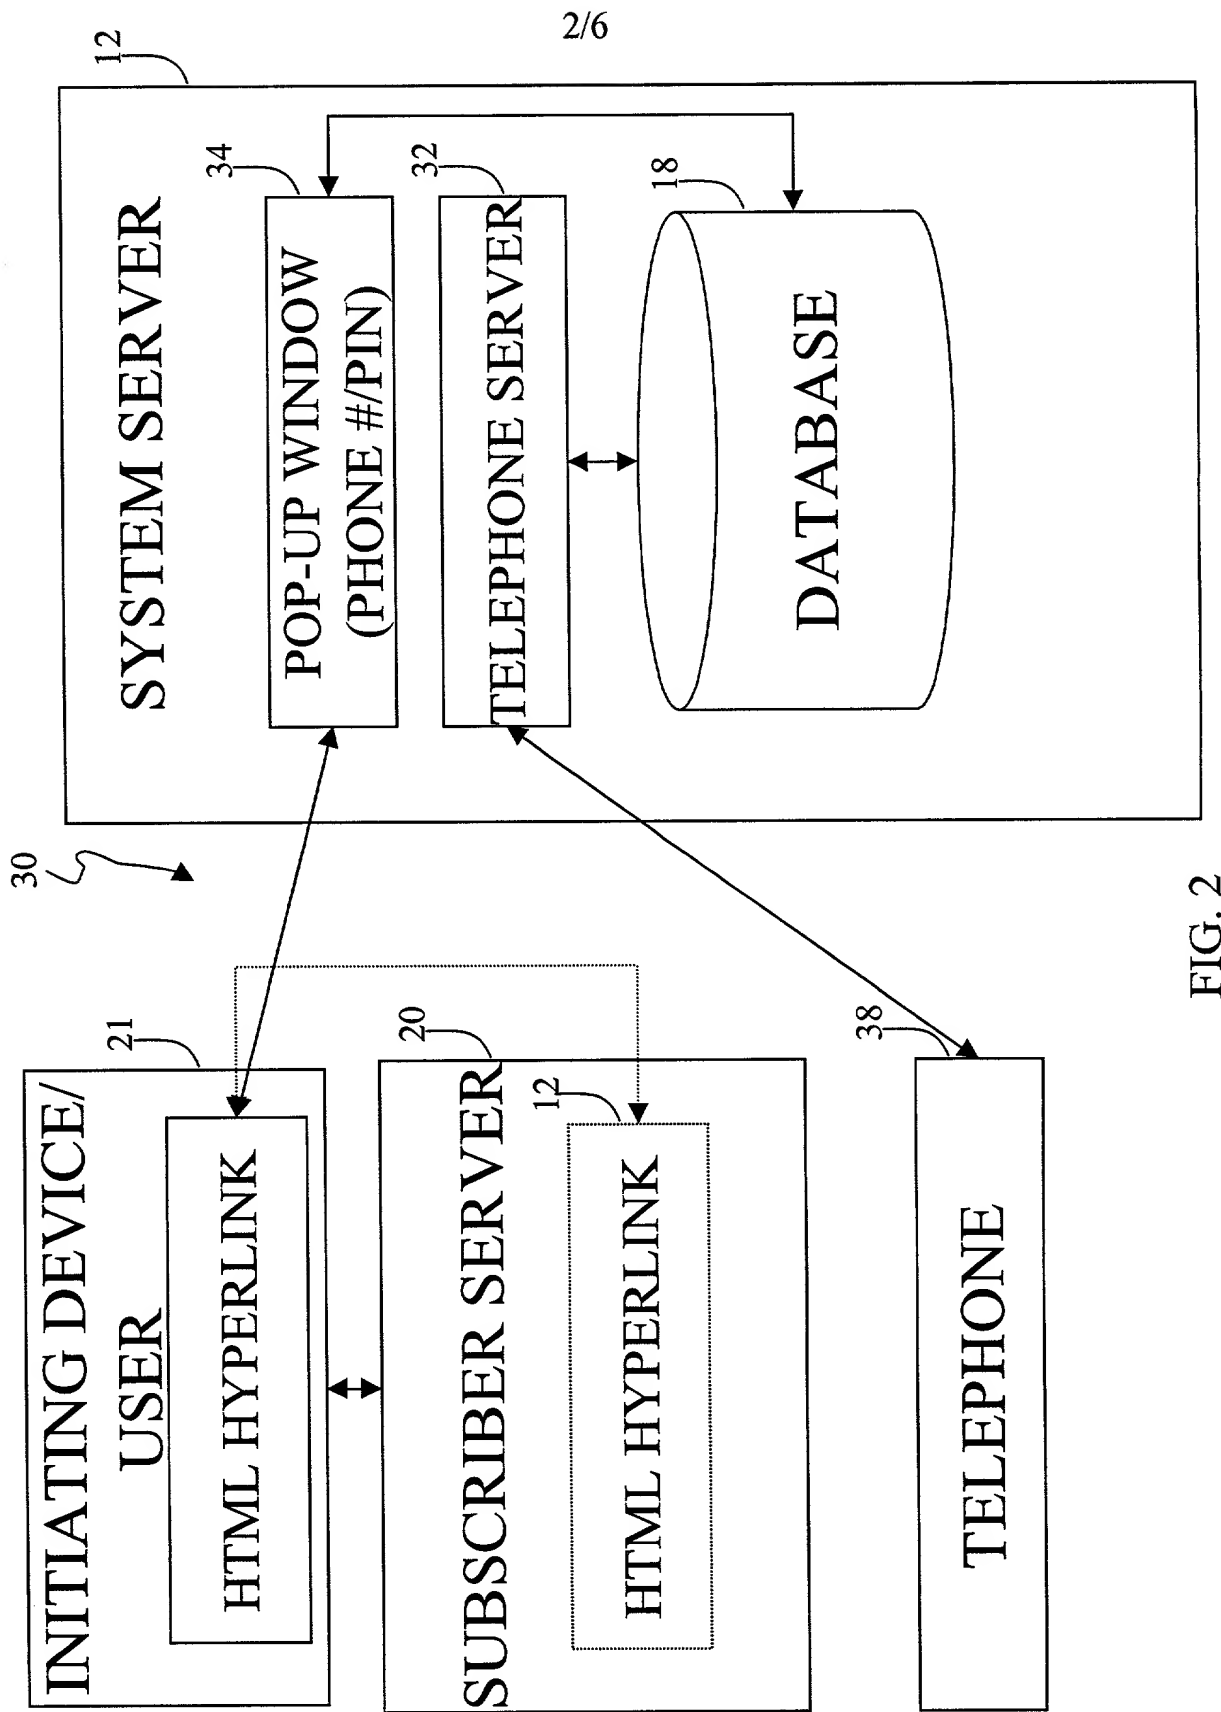 2/6
30
INITIATING DEVICE/
USER
21
HTML HYPERLINK
SUBSCRIBER SERVER
20
12
HTML HYPERLINK
38
TELEPHONE
12
SYSTEM SERVER
34
POP-UP WINDOW
(PHONE #/PIN)
32
TELEPHONE SERVER
18
DATABASE
FIG. 2